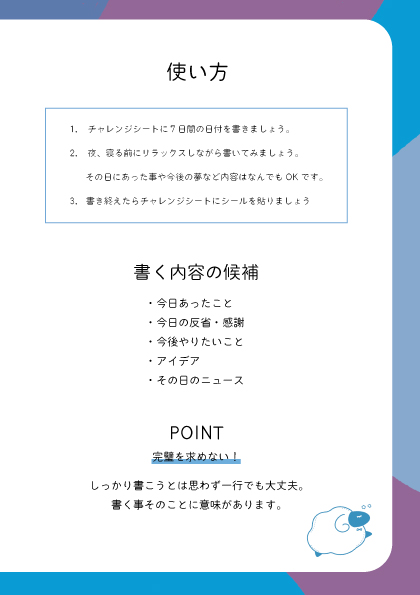 使い方
1. チャレンジシートに7日間の日付を書きましょう。
2. 夜、寝る前にリラックスしながら書いてみましょう。
その日にあった事や今後の夢など内容はなんでもOKです。
3. 書き終えたらチャレンジシートにシールを貼りましょう
書く内容の候補
・今日あったこと
・今日の反省・感謝
・今後やりたいこと
・アイデア
・その日のニュース
POINT
完璧を求めない！
しっかり書こうとは思わず一行でも大丈夫。
書く事そのことに意味があります。